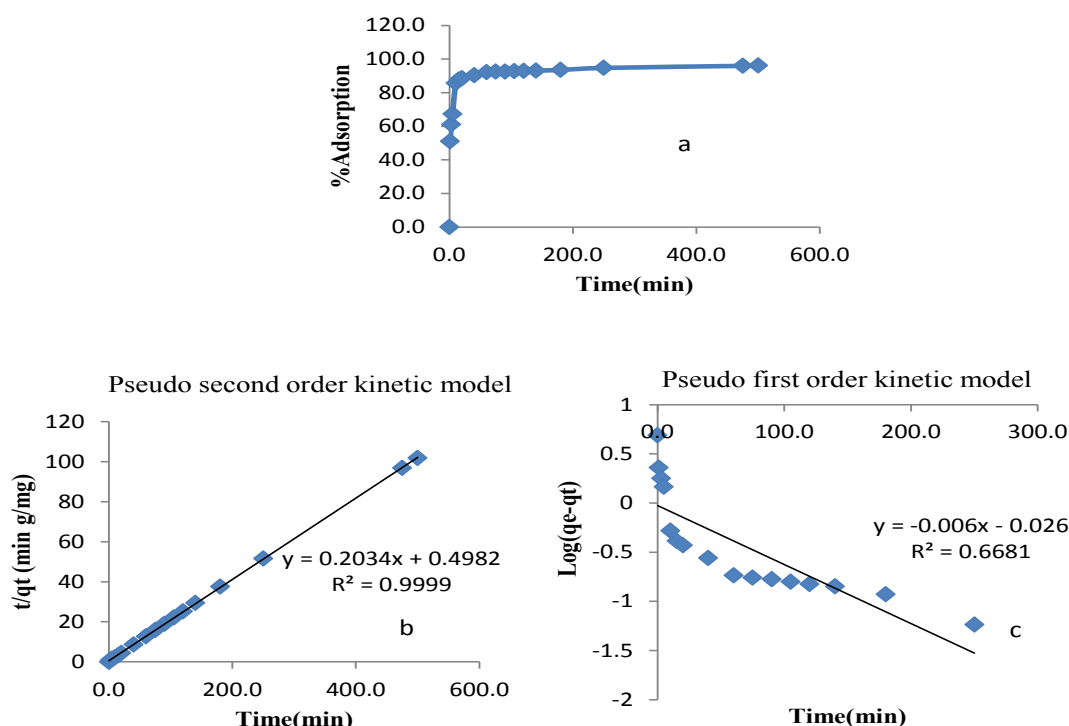 120.0
100.0
80.0
60.0
40.0
20.0
0.0
%Adsorption
a
0.0 200.0 400.0 600.0
Time(min)
Pseudo second order kinetic model
120
100
80
60
40
20
0
t/qt (min g/mg)
y = 0.2034x + 0.4982
R² = 0.9999
b
0.0 200.0 400.0 600.0
Time(min)
Pseudo first order kinetic model
1
0.5
0
-0.5
-1
-1.5
-2
Log(qe-qt)
0.0 100.0 200.0 300.0
y = -0.006x - 0.026
R² = 0.6681
c
Time(min)